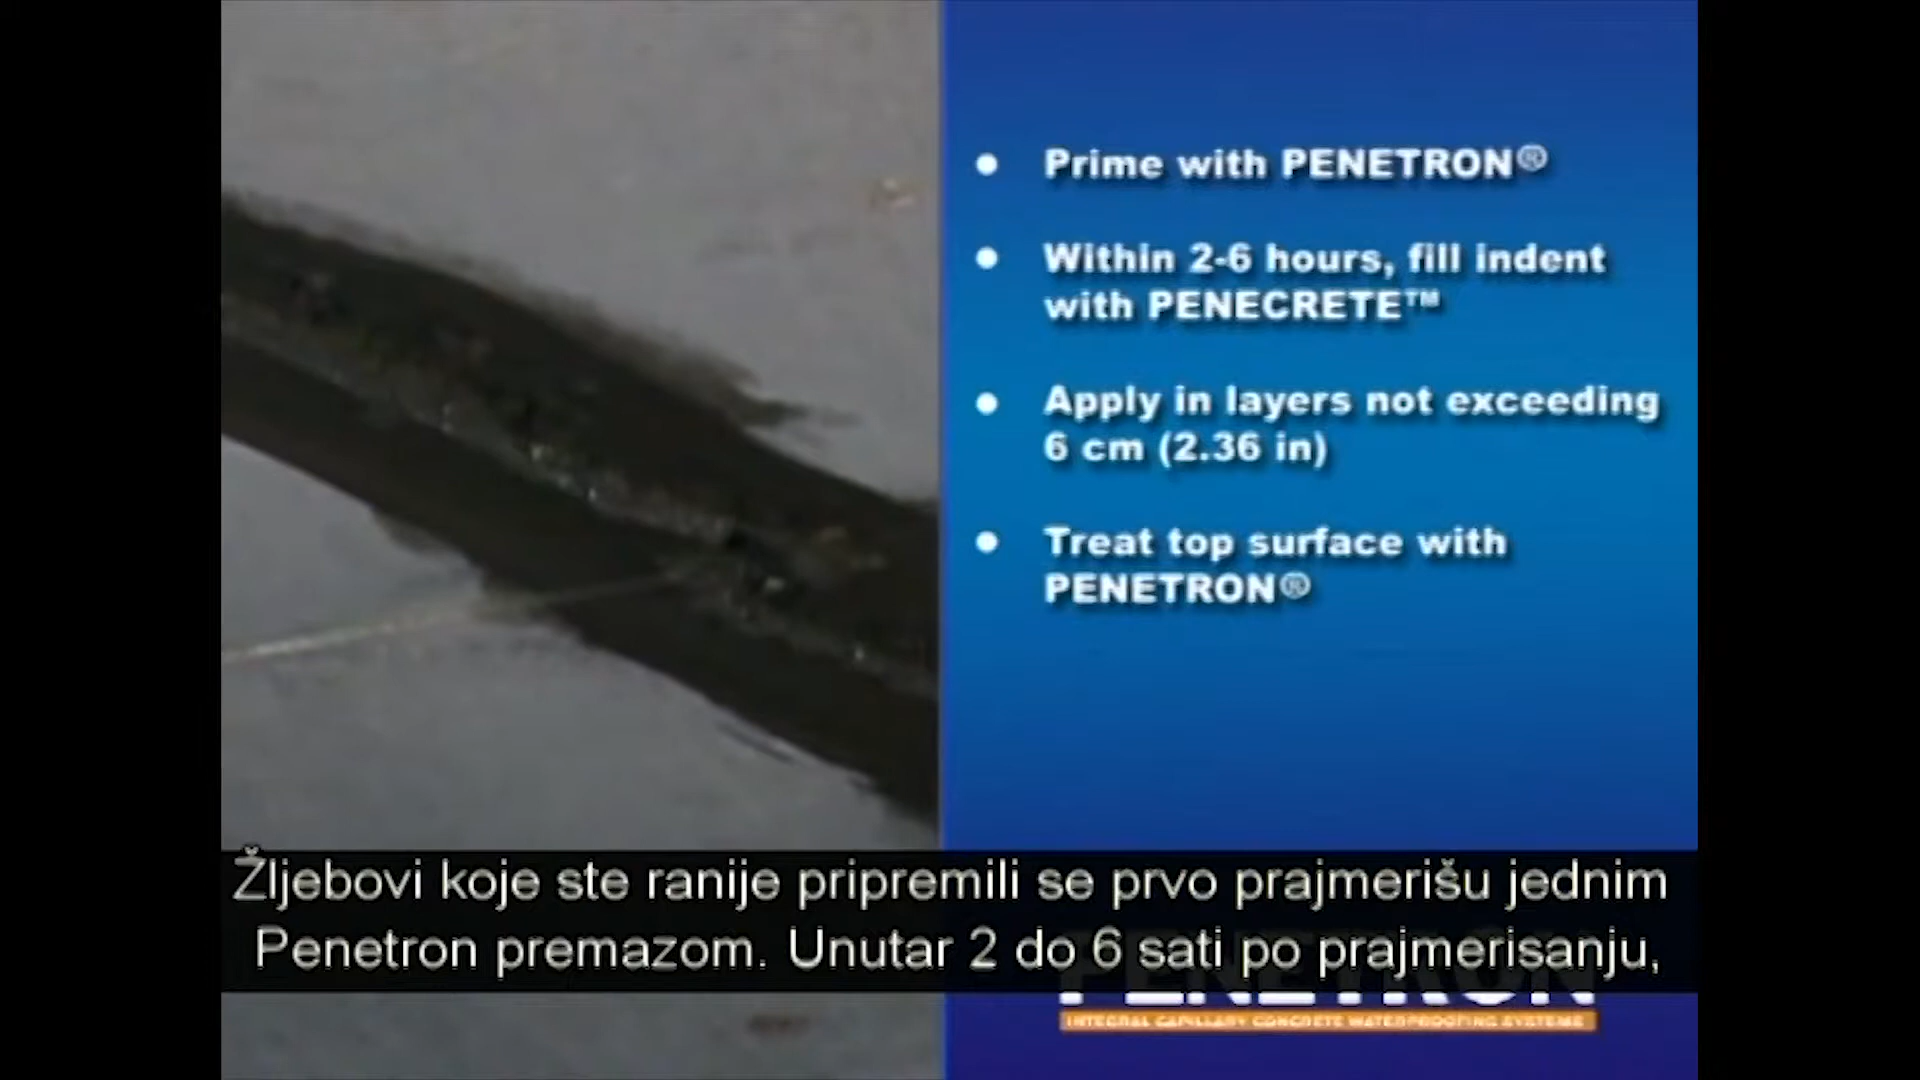 • Prime with PENETRON®
• Within 2-6 hours, fill indent
with PENECRETE™
• Apply in layers not exceeding
6 cm (2.36 in)
• Treat top surface with
PENETRON®
Žljebovi koje ste ranije pripremili se prvo prajmerišu jednim
Penetron premazom. Unutar 2 do 6 sati po prajmerisanju,
PENETRON
INTEGRAL CAPILLARY CONCRETE WATERPROOFING SYSTEMS